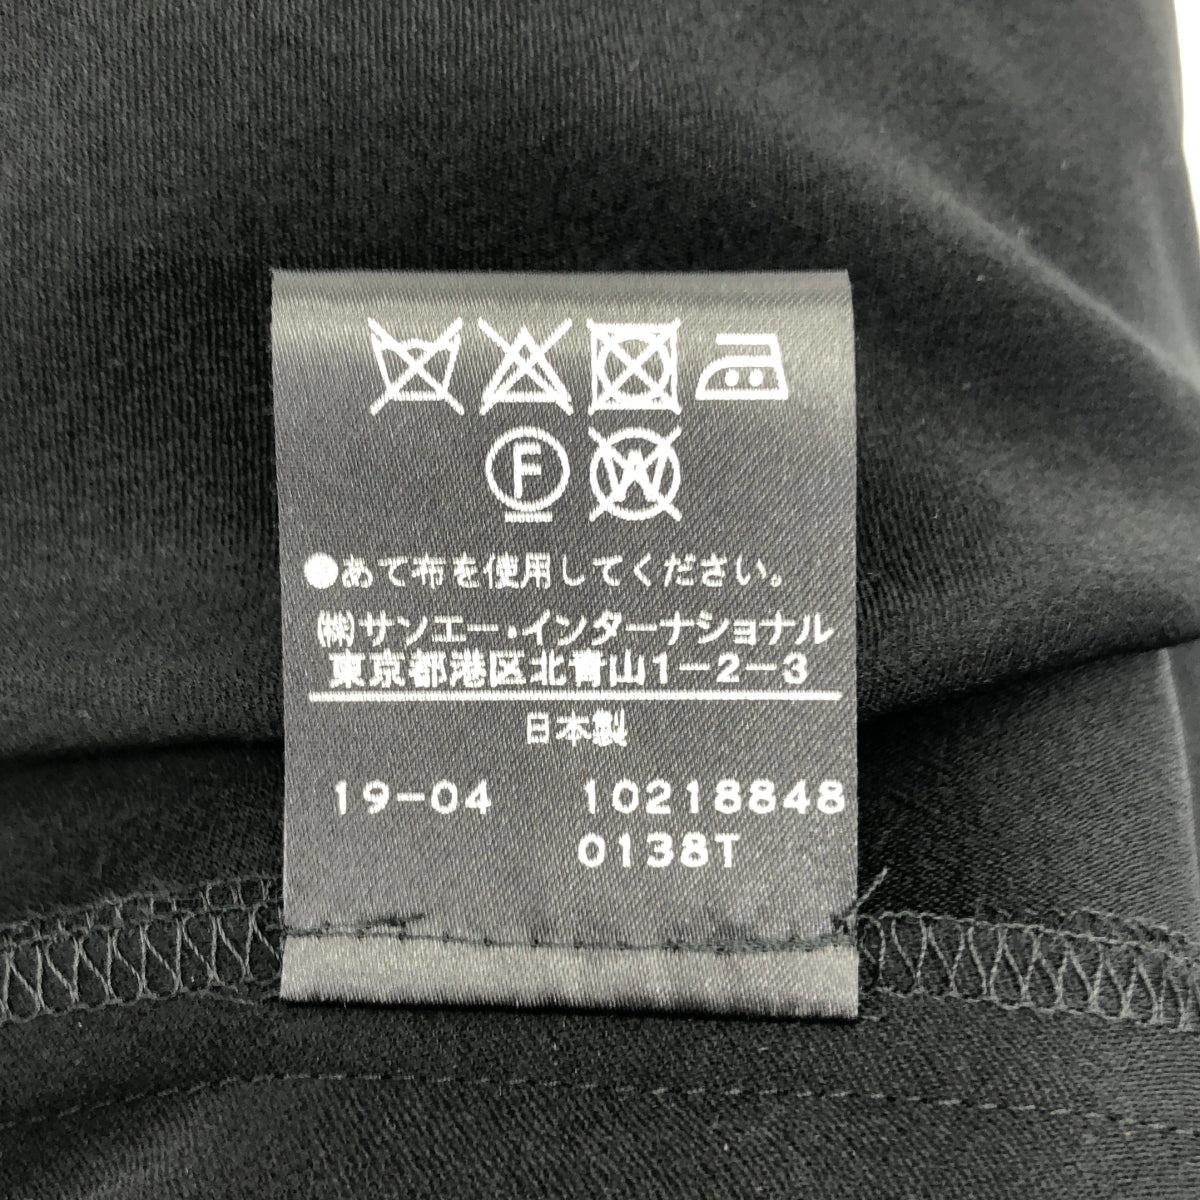 F W
●あて布を使用してください。
(株)サンエー・インターナショナル
東京都港区北青山1-2-3
日本製
19-04 10218848
0138T